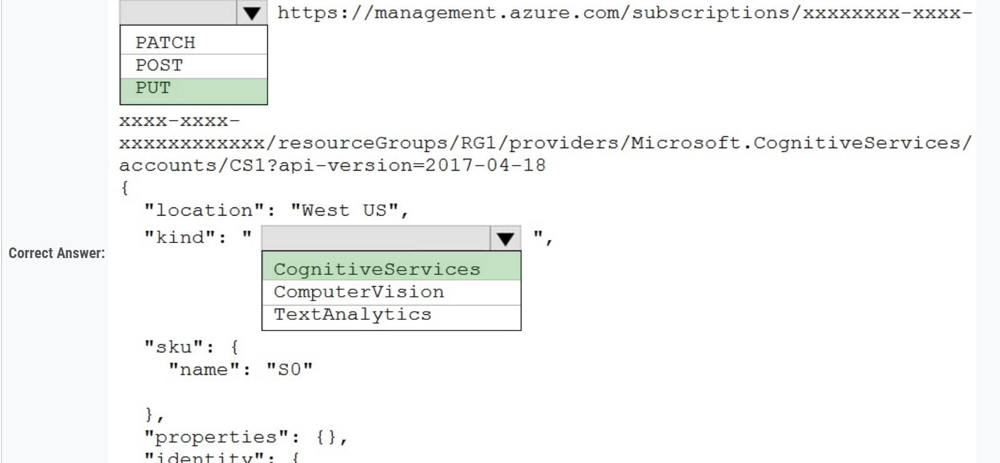 https://management.azure.com/subscriptions/xxxxxxxx-xxxx-
PATCH
POST
PUT
xxxx-xxxx-
xxxxxxxxxxxx/resourceGroups/RG1/providers/Microsoft.CognitiveServices/
accounts/CS1?api-version=2017-04-18
{
"location": "West US",
"kind": " ",
Correct Answer:
CognitiveServices
ComputerVision
TextAnalytics
"sku": {
"name": "S0"
},
"properties": {},
"identity": {